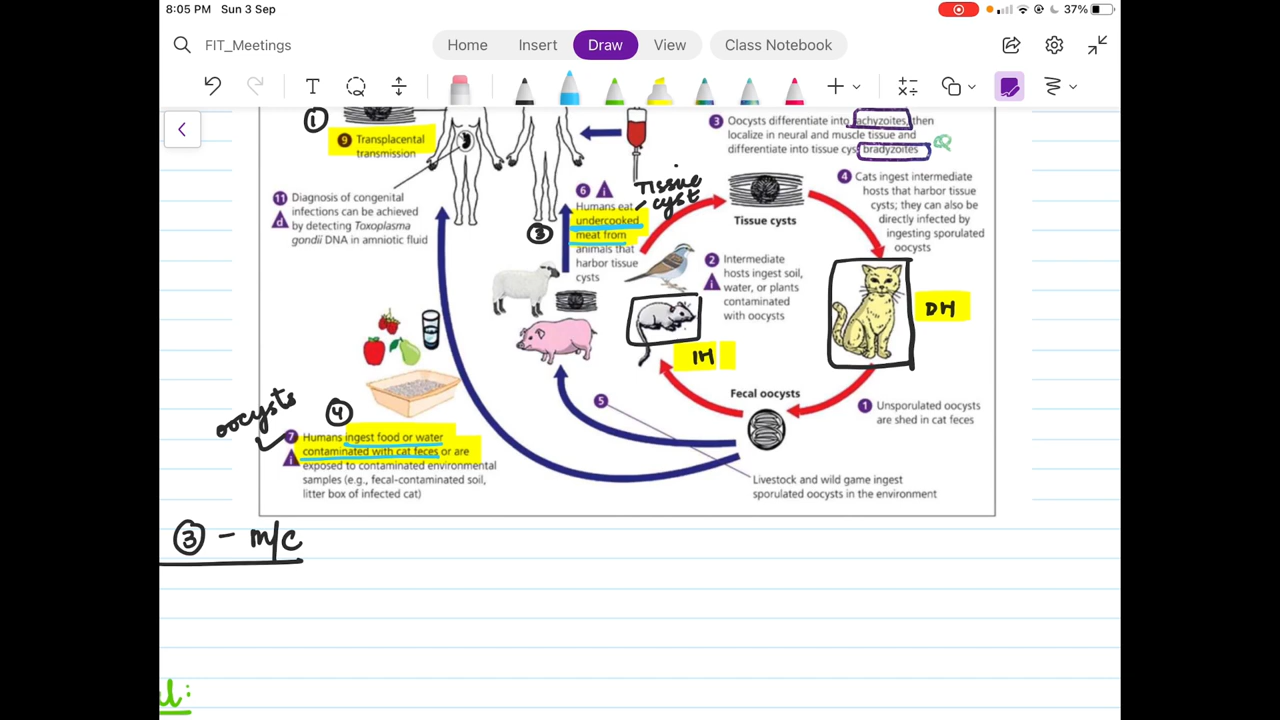 8:05 PM Sun 3 Sep
37%
FIT_Meetings
Home
Insert
Draw
View
Class Notebook
①
9 Transplacental
transmission
3 Oocysts differentiate into tachyzoites, then
localize in neural and muscle tissue and
differentiate into tissue cyst bradyzoites
11 Diagnosis of congenital
infections can be achieved
d by detecting Toxoplasma
gondii DNA in amniotic fluid
6 i
Humans eat
undercooked
meat from
animals that
harbor tissue
cysts
Tissue
cyst
③
Tissue cysts
4 Cats ingest intermediate
hosts that harbor tissue
cysts; they can also be
directly infected by
ingesting sporulated
oocysts
2 Intermediate
i hosts ingest soil,
water, or plants
contaminated
with oocysts
DH
IH
Fecal oocysts
1 Unsporulated oocysts
are shed in cat feces
5
Livestock and wild game ingest
sporulated oocysts in the environment
oocysts
④
7 Humans ingest food or water
i contaminated with cat feces or are
exposed to contaminated environmental
samples (e.g., fecal-contaminated soil,
litter box of infected cat)
③ - m/c